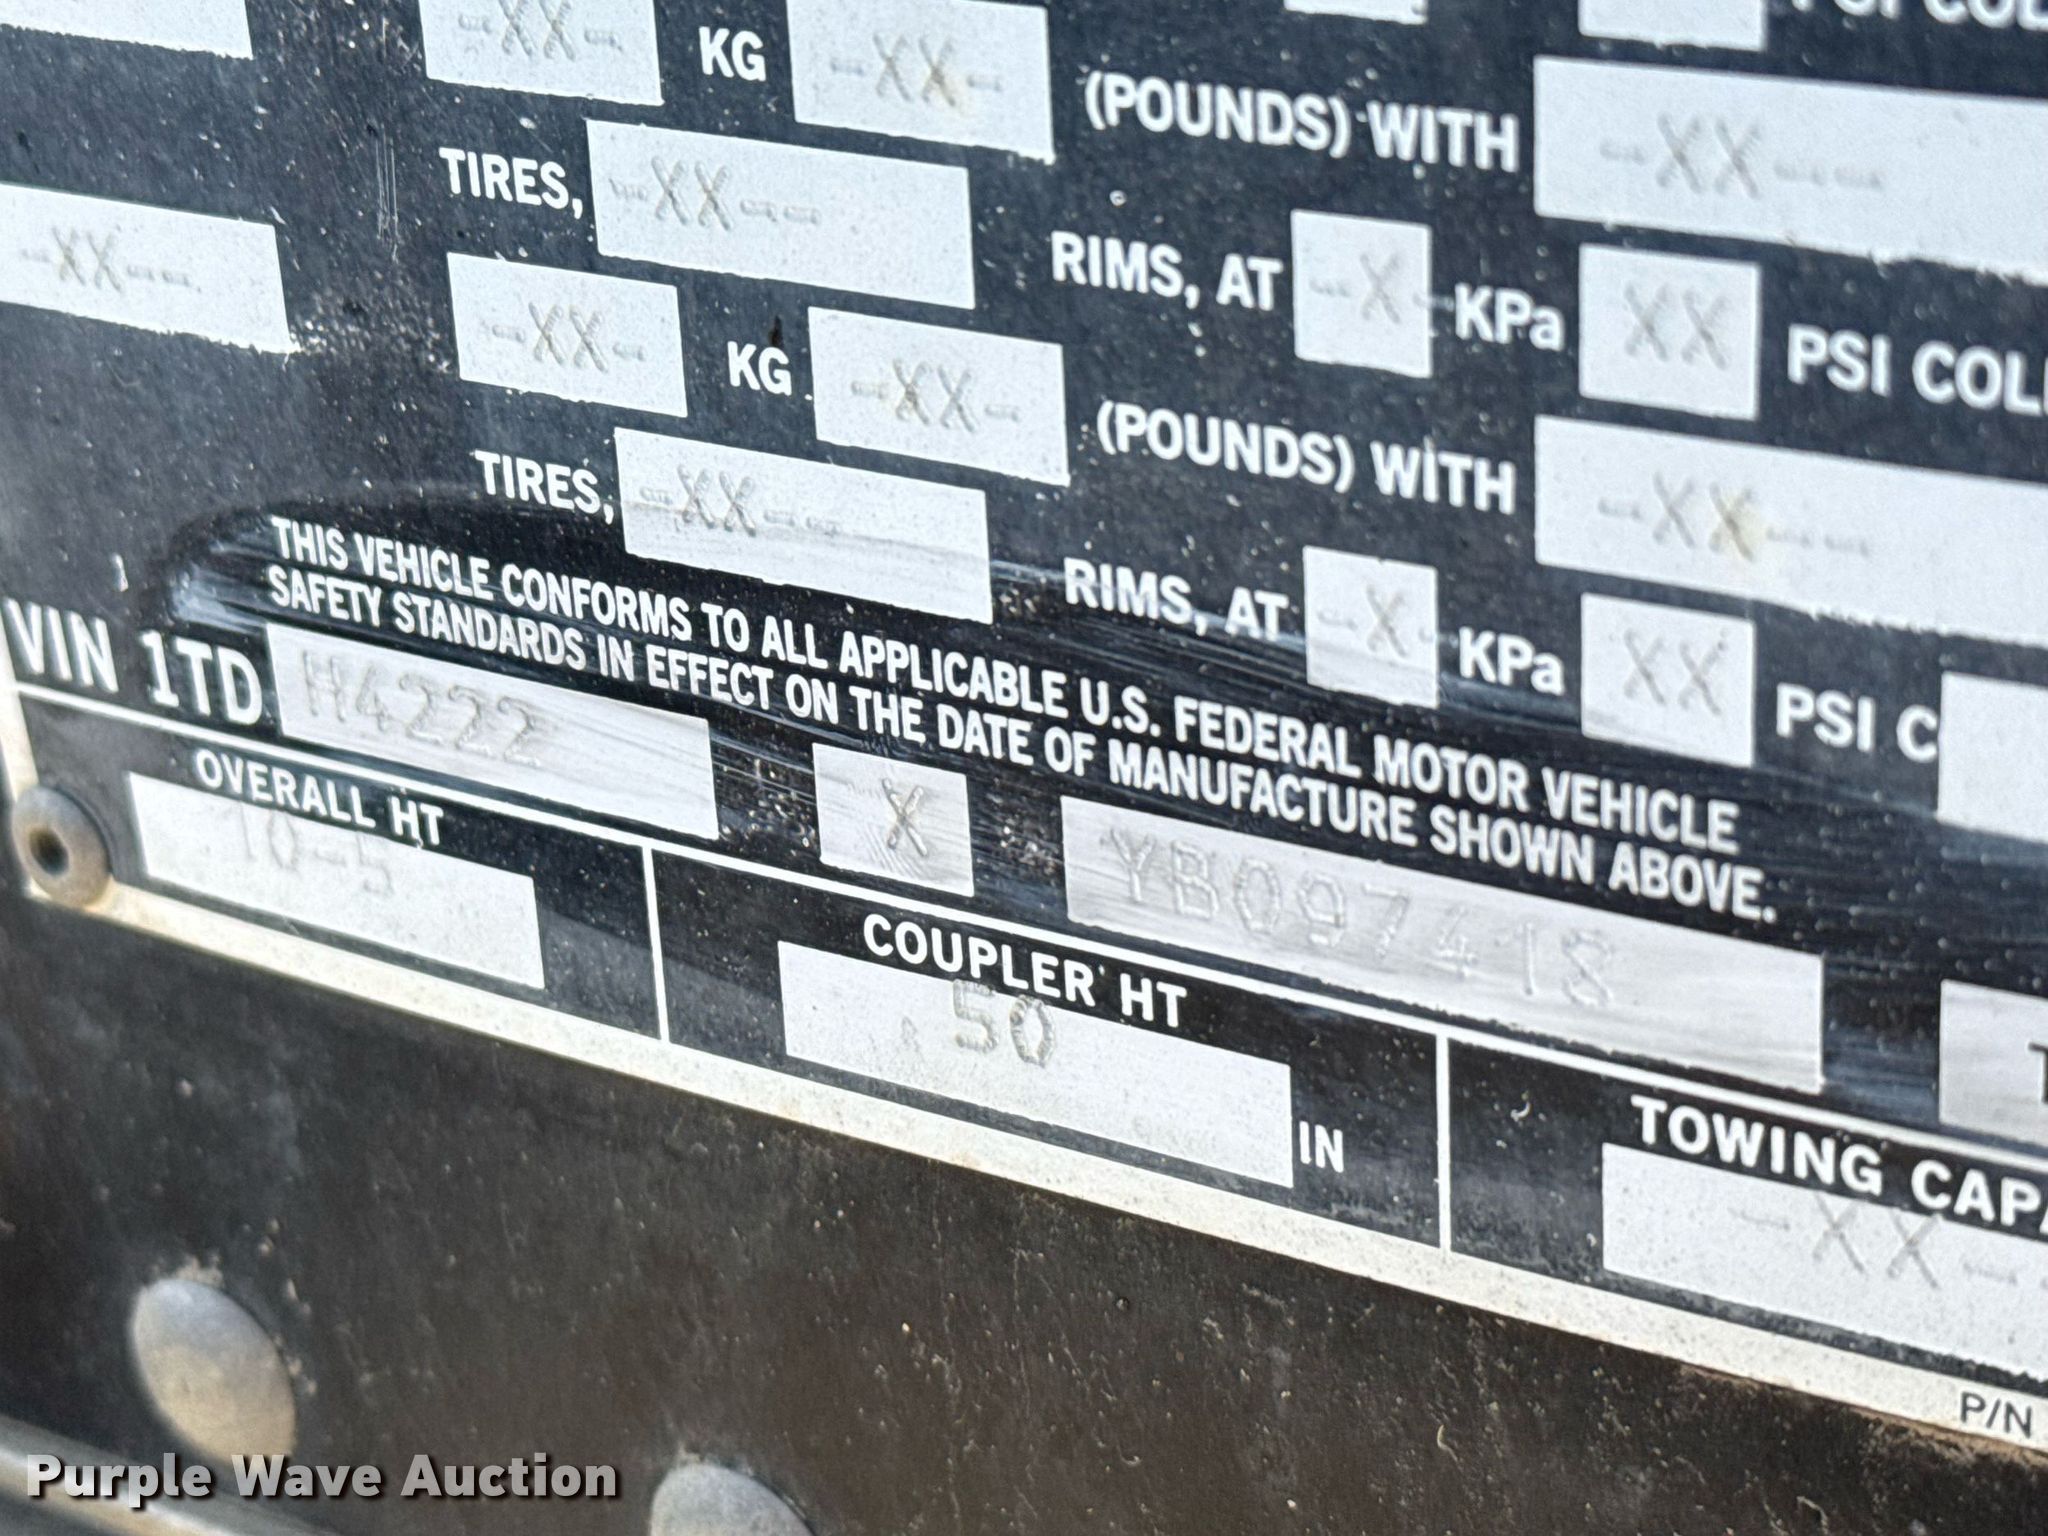 -XX- KG -XX- (POUNDS) WITH -XX---
TIRES, -XX--- RIMS, AT -X- KPa XX PSI COL
-XX--- -XX- KG -XX- (POUNDS) WITH -XX---
TIRES, -XX--- RIMS, AT -X- KPa XX PSI C
THIS VEHICLE CONFORMS TO ALL APPLICABLE U.S. FEDERAL MOTOR VEHICLE
SAFETY STANDARDS IN EFFECT ON THE DATE OF MANUFACTURE SHOWN ABOVE.
VIN 1TD H4222 X YB097418
OVERALL HT
10-5
COUPLER HT
50 IN
TOWING CAPA
-XX-
P/N
Purple Wave Auction